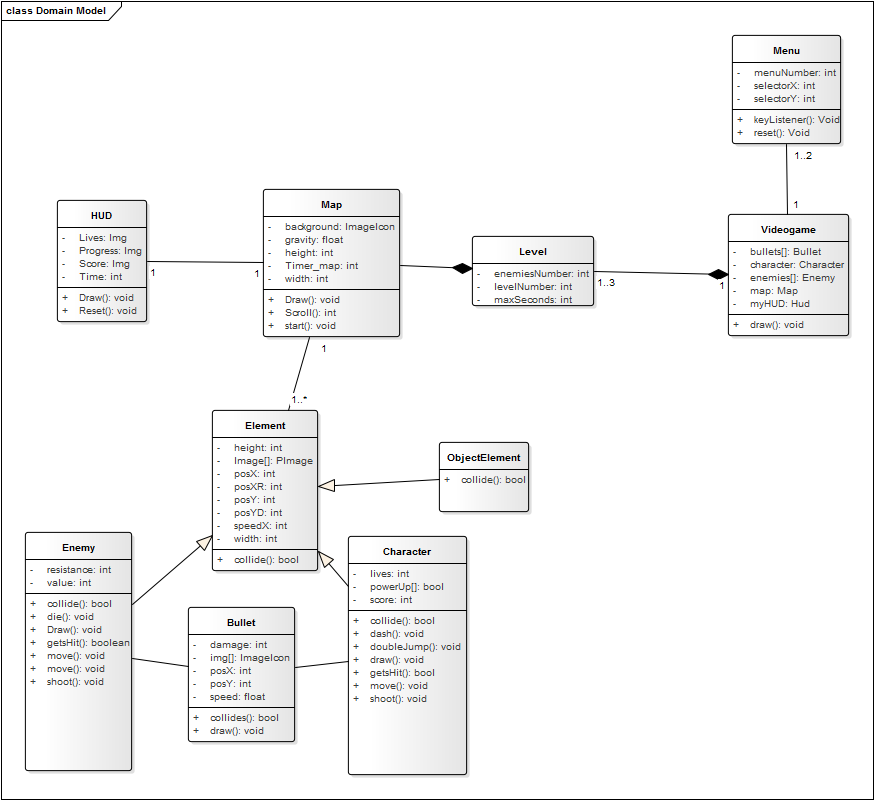 class Domain Model
Menu
- menuNumber: int
- selectorX: int
- selectorY: int
+ keyListener(): Void
+ reset(): Void
1..2
1
HUD
- Lives: Img
- Progress: Img
- Score: Img
- Time: int
+ Draw(): void
+ Reset(): void
1
1
Map
- background: ImageIcon
- gravity: float
- height: int
- Timer_map: int
- width: int
+ Draw(): void
+ Scroll(): int
+ start(): void
Level
- enemiesNumber: int
- levelNumber: int
- maxSeconds: int
1..3
1
Videogame
- bullets[]: Bullet
- character: Character
- enemies[]: Enemy
- map: Map
- myHUD: Hud
+ draw(): void
1
1..*
Element
- height: int
- Image[]: PImage
- posX: int
- posXR: int
- posY: int
- posYD: int
- speedX: int
- width: int
+ collide(): bool
ObjectElement
+ collide(): bool
Enemy
- resistance: int
- value: int
+ collide(): bool
+ die(): void
+ Draw(): void
+ getsHit(): boolean
+ move(): void
+ move(): void
+ shoot(): void
Bullet
- damage: int
- img[]: ImageIcon
- posX: int
- posY: int
- speed: float
+ collides(): bool
+ draw(): void
Character
- lives: int
- powerUp[]: bool
- score: int
+ collide(): bool
+ dash(): void
+ doubleJump(): void
+ draw(): void
+ getsHit(): bool
+ move(): void
+ shoot(): void